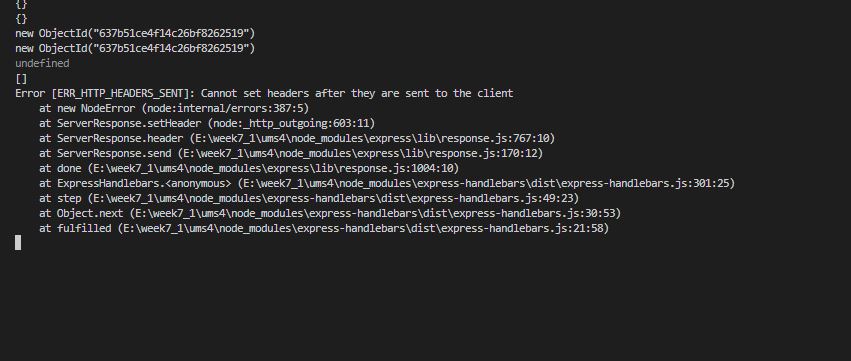 {}
{}
new ObjectId("637b51ce4f14c26bf8262519")
new ObjectId("637b51ce4f14c26bf8262519")
undefined
[]
Error [ERR_HTTP_HEADERS_SENT]: Cannot set headers after they are sent to the client
    at new NodeError (node:internal/errors:387:5)
    at ServerResponse.setHeader (node:_http_outgoing:603:11)
    at ServerResponse.header (E:\week7_1\ums4\node_modules\express\lib\response.js:767:10)
    at ServerResponse.send (E:\week7_1\ums4\node_modules\express\lib\response.js:170:12)
    at done (E:\week7_1\ums4\node_modules\express\lib\response.js:1004:10)
    at ExpressHandlebars.<anonymous> (E:\week7_1\ums4\node_modules\express-handlebars\dist\express-handlebars.js:301:25)
    at step (E:\week7_1\ums4\node_modules\express-handlebars\dist\express-handlebars.js:49:23)
    at Object.next (E:\week7_1\ums4\node_modules\express-handlebars\dist\express-handlebars.js:30:53)
    at fulfilled (E:\week7_1\ums4\node_modules\express-handlebars\dist\express-handlebars.js:21:58)